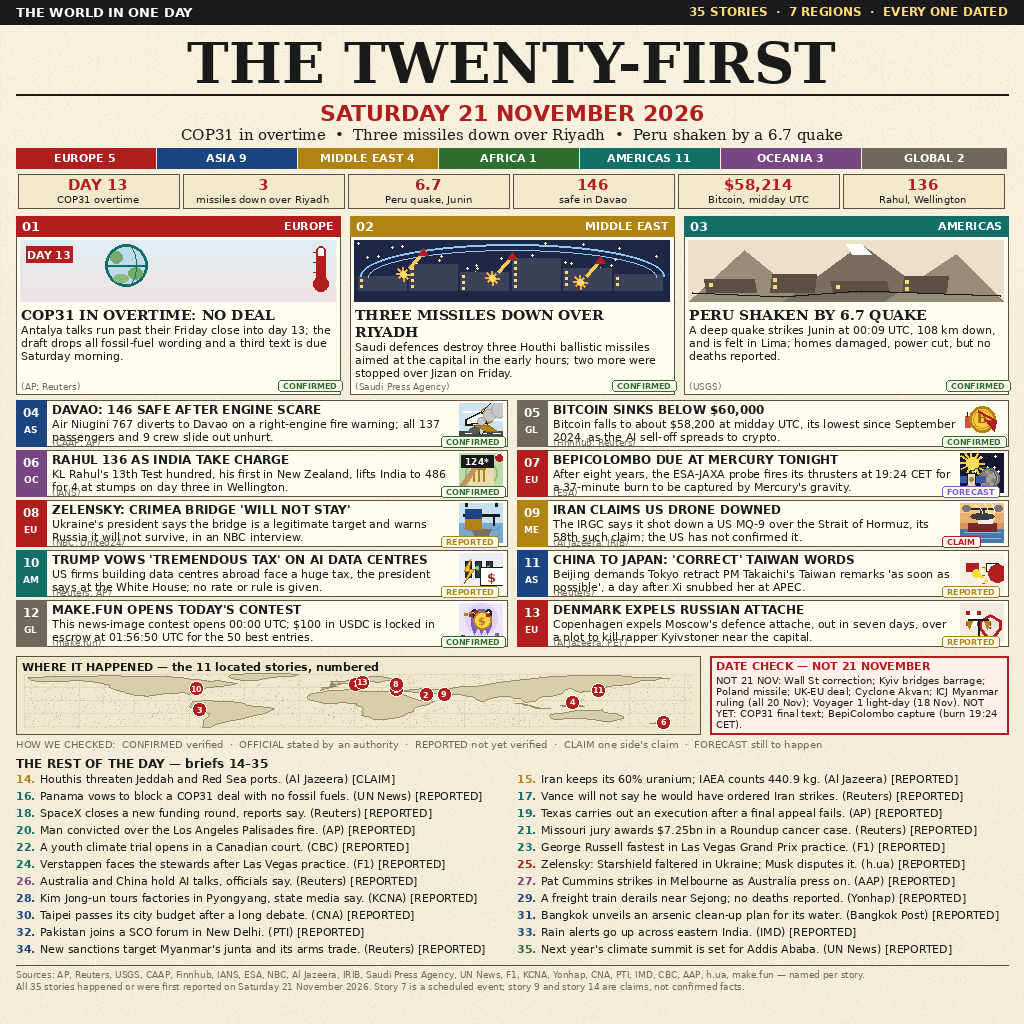 THE WORLD IN ONE DAY
35 STORIES · 7 REGIONS · EVERY ONE DATED
THE TWENTY-FIRST
SATURDAY 21 NOVEMBER 2026
COP31 in overtime • Three missiles down over Riyadh • Peru shaken by a 6.7 quake
EUROPE 5
ASIA 9
MIDDLE EAST 4
AFRICA 1
AMERICAS 11
OCEANIA 3
GLOBAL 2
DAY 13
COP31 overtime
3
missiles down over Riyadh
6.7
Peru quake, Junin
146
safe in Davao
$58,214
Bitcoin, midday UTC
136
Rahul, Wellington
01
EUROPE
DAY 13
COP31 IN OVERTIME: NO DEAL
Antalya talks run past their Friday close into day 13; the
draft drops all fossil-fuel wording and a third text is due
Saturday morning.
(AP; Reuters)
CONFIRMED
02
MIDDLE EAST
THREE MISSILES DOWN OVER
RIYADH
Saudi defences destroy three Houthi ballistic missiles
aimed at the capital in the early hours; two more were
stopped over Jizan on Friday.
(Saudi Press Agency)
CONFIRMED
03
AMERICAS
PERU SHAKEN BY 6.7 QUAKE
A deep quake strikes Junin at 00:09 UTC, 108 km down,
and is felt in Lima; homes damaged, power cut, but no
deaths reported.
(USGS)
CONFIRMED
04
AS
DAVAO: 146 SAFE AFTER ENGINE SCARE
Air Niugini 767 diverts to Davao on a right-engine fire warning; all 137
passengers and 9 crew slide out unhurt.
(CAAP; AP)
CONFIRMED
05
GL
BITCOIN SINKS BELOW $60,000
Bitcoin falls to about $58,200 at midday UTC, its lowest since September
2024, as the AI sell-off spreads to crypto.
(Finnhub; Reuters)
CONFIRMED
06
OC
RAHUL 136 AS INDIA TAKE CHARGE
KL Rahul's 13th Test hundred, his first in New Zealand, lifts India to 486
for 4 at stumps on day three in Wellington.
(IANS)
124*
CONFIRMED
07
EU
BEPICOLOMBO DUE AT MERCURY TONIGHT
After eight years, the ESA-JAXA probe fires its thrusters at 19:24 CET for
a 37-minute burn to be captured by Mercury's gravity.
(ESA)
FORECAST
08
EU
ZELENSKY: CRIMEA BRIDGE 'WILL NOT STAY'
Ukraine's president says the bridge is a legitimate target and warns
Russia it will not survive, in an NBC interview.
(NBC; United24)
REPORTED
09
ME
IRAN CLAIMS US DRONE DOWNED
The IRGC says it shot down a US MQ-9 over the Strait of Hormuz, its
58th such claim; the US has not confirmed it.
(Al Jazeera; IRIB)
CLAIM
10
AM
TRUMP VOWS 'TREMENDOUS TAX' ON AI DATA CENTRES
US firms building data centres abroad face a huge tax, the president
says at the White House; no rate or rule is given.
(Reuters; AP)
$
REPORTED
11
AS
CHINA TO JAPAN: 'CORRECT' TAIWAN WORDS
Beijing demands Tokyo retract PM Takaichi's Taiwan remarks 'as soon as
possible', a day after Xi snubbed her at APEC.
(Reuters)
REPORTED
12
GL
MAKE.FUN OPENS TODAY'S CONTEST
This news-image contest opens 00:00 UTC; $100 in USDC is locked in
escrow at 01:56:50 UTC for the 50 best entries.
(make.fun)
$
CONFIRMED
13
EU
DENMARK EXPELS RUSSIAN ATTACHE
Copenhagen expels Moscow's defence attache, out in seven days, over
a plot to kill rapper Kyivstoner near the capital.
(Al Jazeera; PET)
REPORTED
WHERE IT HAPPENED — the 11 located stories, numbered
10
3
13
8
2
9
4
11
6
DATE CHECK — NOT 21 NOVEMBER
NOT 21 NOV: Wall St correction; Kyiv bridges barrage;
Poland missile; UK-EU deal; Cyclone Akvan; ICJ Myanmar
ruling (all 20 Nov); Voyager 1 light-day (18 Nov). NOT
YET: COP31 final text; BepiColombo capture (burn 19:24
CET).
HOW WE CHECKED: CONFIRMED verified · OFFICIAL stated by an authority · REPORTED not yet verified · CLAIM one side's claim · FORECAST still to happen
THE REST OF THE DAY — briefs 14–35
14. Houthis threaten Jeddah and Red Sea ports. (Al Jazeera) [CLAIM]
15. Iran keeps its 60% uranium; IAEA counts 440.9 kg. (Al Jazeera) [REPORTED]
16. Panama vows to block a COP31 deal with no fossil fuels. (UN News) [REPORTED]
17. Vance will not say he would have ordered Iran strikes. (Reuters) [REPORTED]
18. SpaceX closes a new funding round, reports say. (Reuters) [REPORTED]
19. Texas carries out an execution after a final appeal fails. (AP) [REPORTED]
20. Man convicted over the Los Angeles Palisades fire. (AP) [REPORTED]
21. Missouri jury awards $7.25bn in a Roundup cancer case. (Reuters) [REPORTED]
22. A youth climate trial opens in a Canadian court. (CBC) [REPORTED]
23. George Russell fastest in Las Vegas Grand Prix practice. (F1) [REPORTED]
24. Verstappen faces the stewards after Las Vegas practice. (F1) [REPORTED]
25. Zelensky: Starshield faltered in Ukraine; Musk disputes it. (h.ua) [REPORTED]
26. Australia and China hold AI talks, officials say. (Reuters) [REPORTED]
27. Pat Cummins strikes in Melbourne as Australia press on. (AAP) [REPORTED]
28. Kim Jong-un tours factories in Pyongyang, state media say. (KCNA) [REPORTED]
29. A freight train derails near Sejong; no deaths reported. (Yonhap) [REPORTED]
30. Taipei passes its city budget after a long debate. (CNA) [REPORTED]
31. Bangkok unveils an arsenic clean-up plan for its water. (Bangkok Post) [REPORTED]
32. Pakistan joins a SCO forum in New Delhi. (PTI) [REPORTED]
33. Rain alerts go up across eastern India. (IMD) [REPORTED]
34. New sanctions target Myanmar's junta and its arms trade. (Reuters) [REPORTED]
35. Next year's climate summit is set for Addis Ababa. (UN News) [REPORTED]
Sources: AP, Reuters, USGS, CAAP, Finnhub, IANS, ESA, NBC, Al Jazeera, IRIB, Saudi Press Agency, UN News, F1, KCNA, Yonhap, CNA, PTI, IMD, CBC, AAP, h.ua, make.fun — named per story.
All 35 stories happened or were first reported on Saturday 21 November 2026. Story 7 is a scheduled event; story 9 and story 14 are claims, not confirmed facts.